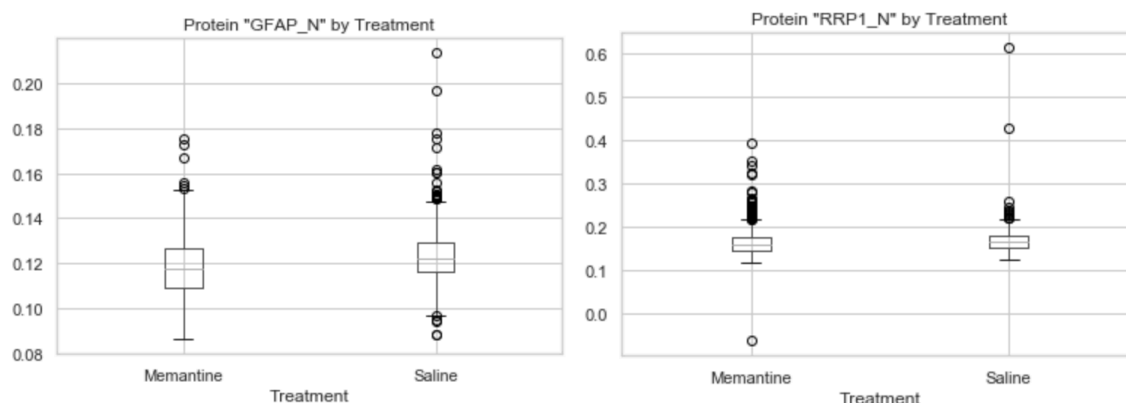 Protein "GFAP_N" by Treatment
0.20
0.18
0.16
0.14
0.12
0.10
0.08
Memantine Saline
Treatment
Protein "RRP1_N" by Treatment
0.6
0.5
0.4
0.3
0.2
0.1
0.0
Memantine Saline
Treatment